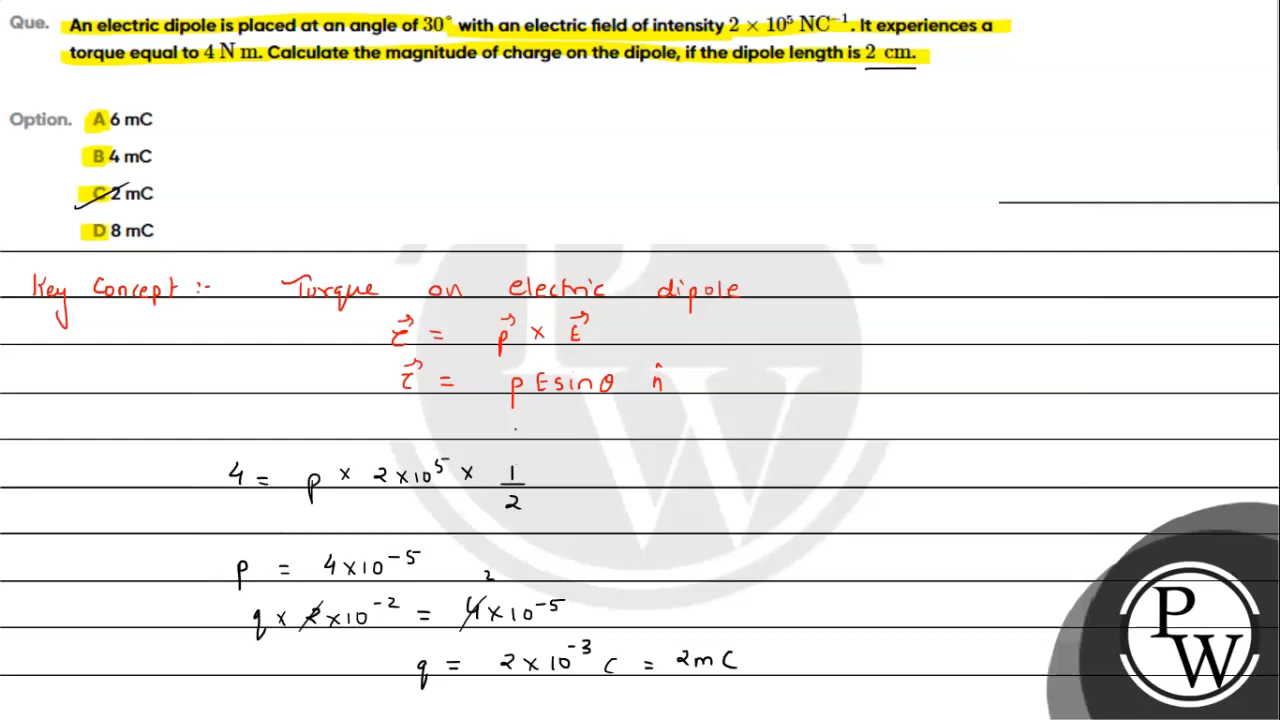 Que. An electric dipole is placed at an angle of 30° with an electric field of intensity 2 × 10⁵ NC⁻¹. It experiences a
torque equal to 4 N m. Calculate the magnitude of charge on the dipole, if the dipole length is 2 cm.
Option. A 6 mC
B 4 mC
C 2 mC
D 8 mC
Key Concept :- Torque on electric dipole
τ⃗ = p⃗ × E⃗
τ⃗ = pE sinθ n̂
4 = p × 2×10⁵ × 1/2
p = 4×10⁻⁵
q × 2×10⁻² = 4×10⁻⁵
2
q = 2×10⁻³ C = 2mC
PW
PW